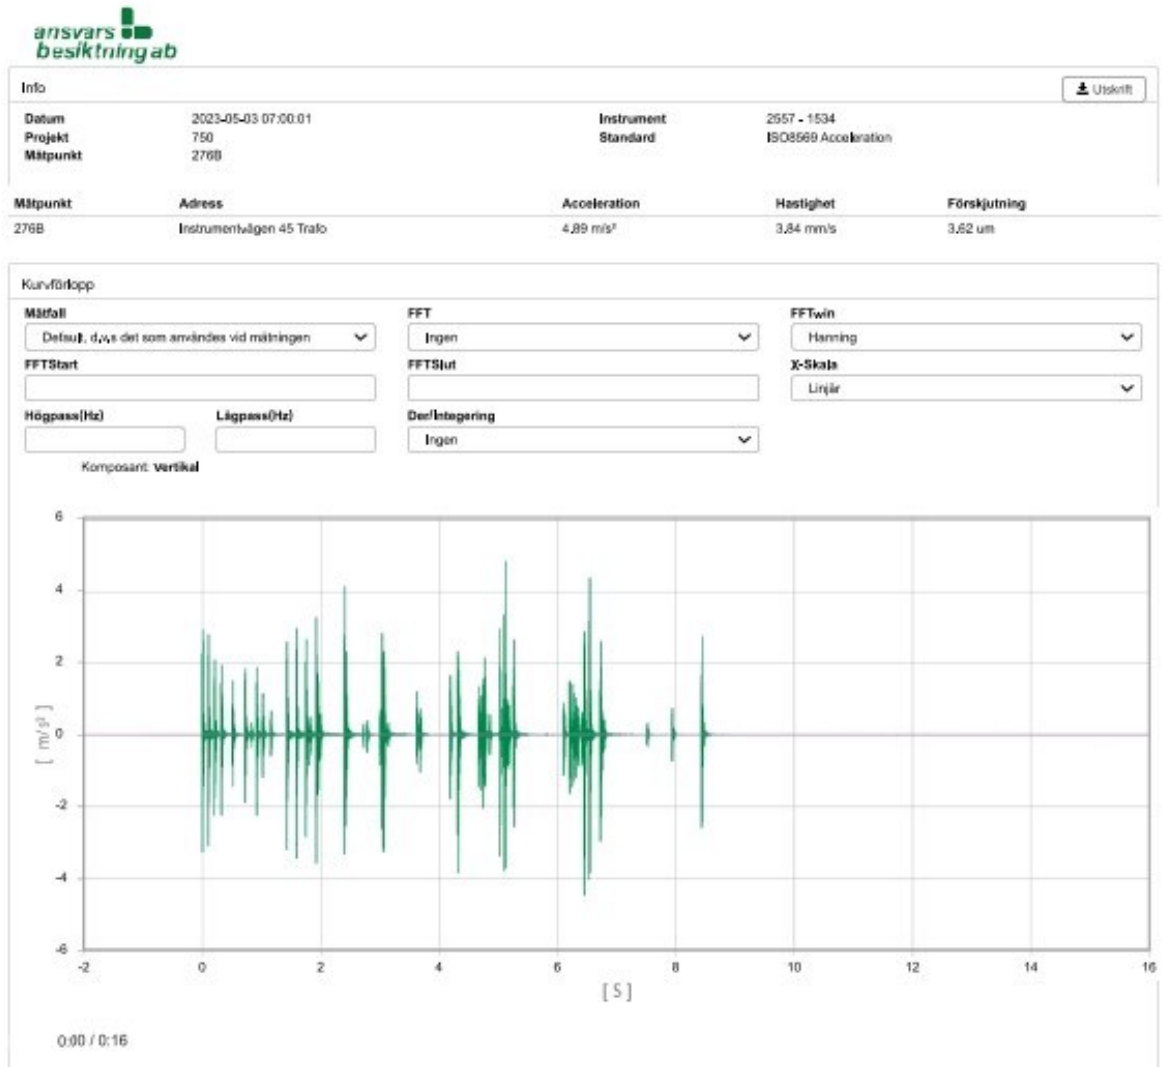 ansvars
besiktning ab
Info
Utskrift
Datum 2023-05-03 07:00:01 Instrument 2557 - 1534
Projekt 750 Standard ISO8569 Acceleration
Mätpunkt 276B
Mätpunkt Adress Acceleration Hastighet Förskjutning
276B Instrumentvägen 45 Trafo 4.89 m/s² 3.84 mm/s 3.62 um
Kurvförlopp
Mätfall FFT FFTwin
Default, d.v.s det som användes vid mätningen Ingen Hanning
FFTStart FFTSlut X-Skala
Linjär
Högpass(Hz) Lågpass(Hz) Der/Integering
Ingen
Komposant: Vertikal
6
4
2
0
-2
-4
-6
[ m/s² ]
-2 0 2 4 6 8 10 12 14 16
[ S ]
0:00 / 0:16